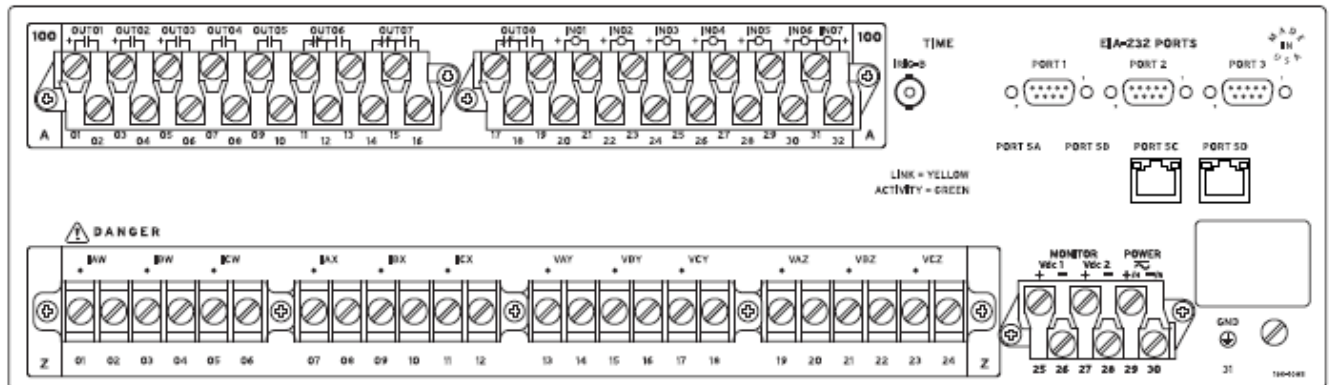 100 OUT01 OUT02 OUT03 OUT04 OUT05 OUT06 OUT07 OUT08 IN01 IN02 IN03 IN04 IN05 IN06 IN07 100
TIME
EIA-232 PORTS
MADE IN USA
IRIG-B
PORT 1 PORT 2 PORT 3
A 01 02 03 04 05 06 07 08 09 10 11 12 13 14 15 16 17 18 19 20 21 22 23 24 25 26 27 28 29 30 31 32 A
PORT 5A PORT 5B PORT 5C PORT 5D
LINK = YELLOW
ACTIVITY = GREEN
DANGER
IAW IBW ICW IAX IBX ICX VAY VBY VCY VAZ VBZ VCZ
MONITOR POWER
Vdc 1 Vdc 2
+ − + − +/H −/N
GND
Z 01 02 03 04 05 06 07 08 09 10 11 12 13 14 15 16 17 18 19 20 21 22 23 24 Z
25 26 27 28 29 30 31